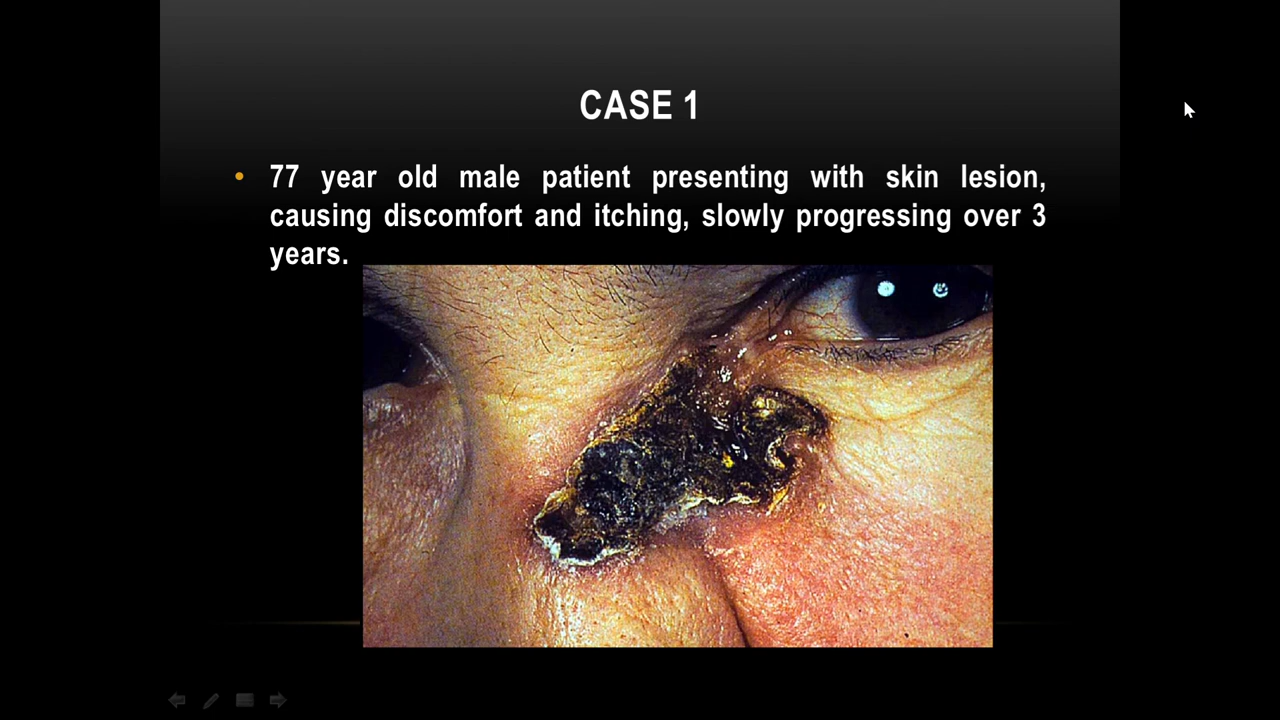 CASE 1
• 77 year old male patient presenting with skin lesion,
causing discomfort and itching, slowly progressing over 3
years.